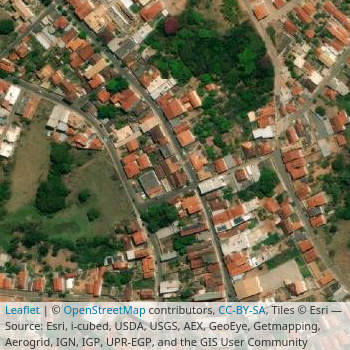 Leaflet | © OpenStreetMap contributors, CC-BY-SA, Tiles © Esri —
Source: Esri, i-cubed, USDA, USGS, AEX, GeoEye, Getmapping,
Aerogrid, IGN, IGP, UPR-EGP, and the GIS User Community